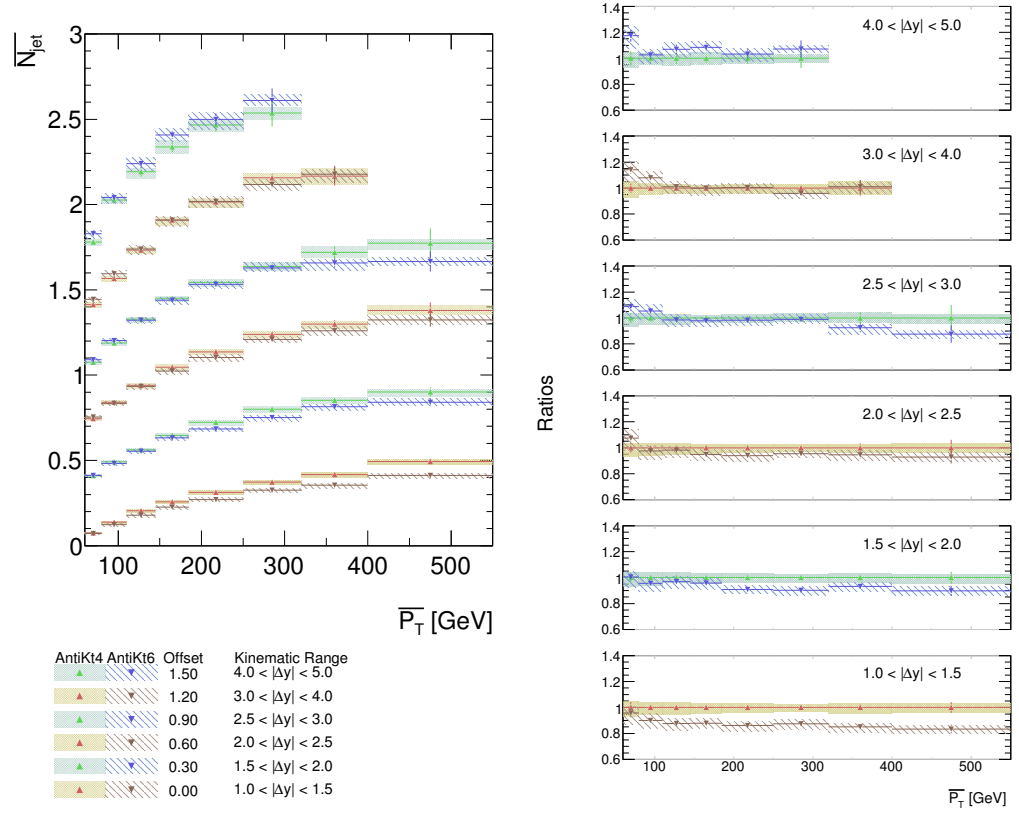 N̅_jet
3
2.5
2
1.5
1
0.5
0
100 200 300 400 500
P̅_T [GeV]
AntiKt4 AntiKt6 Offset Kinematic Range
1.50 4.0 < |Δy| < 5.0
1.20 3.0 < |Δy| < 4.0
0.90 2.5 < |Δy| < 3.0
0.60 2.0 < |Δy| < 2.5
0.30 1.5 < |Δy| < 2.0
0.00 1.0 < |Δy| < 1.5
Ratios
1.4
4.0 < |Δy| < 5.0
1.2
1
0.8
0.6
1.4
3.0 < |Δy| < 4.0
1.2
1
0.8
0.6
1.4
2.5 < |Δy| < 3.0
1.2
1
0.8
0.6
1.4
2.0 < |Δy| < 2.5
1.2
1
0.8
0.6
1.4
1.5 < |Δy| < 2.0
1.2
1
0.8
0.6
1.4
1.0 < |Δy| < 1.5
1.2
1
0.8
0.6
100 200 300 400 500
P̅_T [GeV]